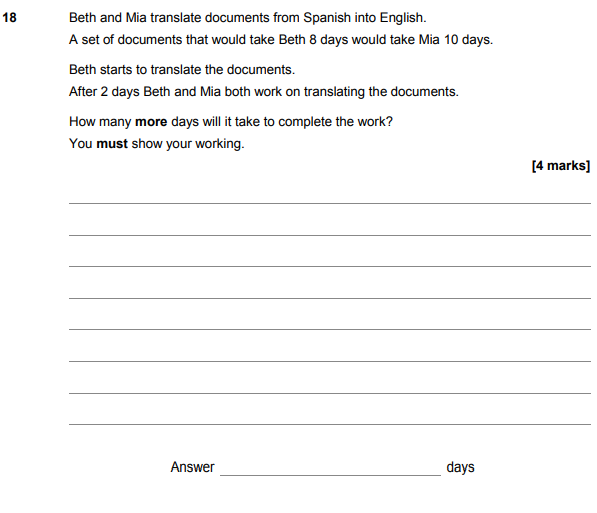 18 Beth and Mia translate documents from Spanish into English.
A set of documents that would take Beth 8 days would take Mia 10 days.
Beth starts to translate the documents.
After 2 days Beth and Mia both work on translating the documents.
How many more days will it take to complete the work?
You must show your working.
[4 marks]
Answer days